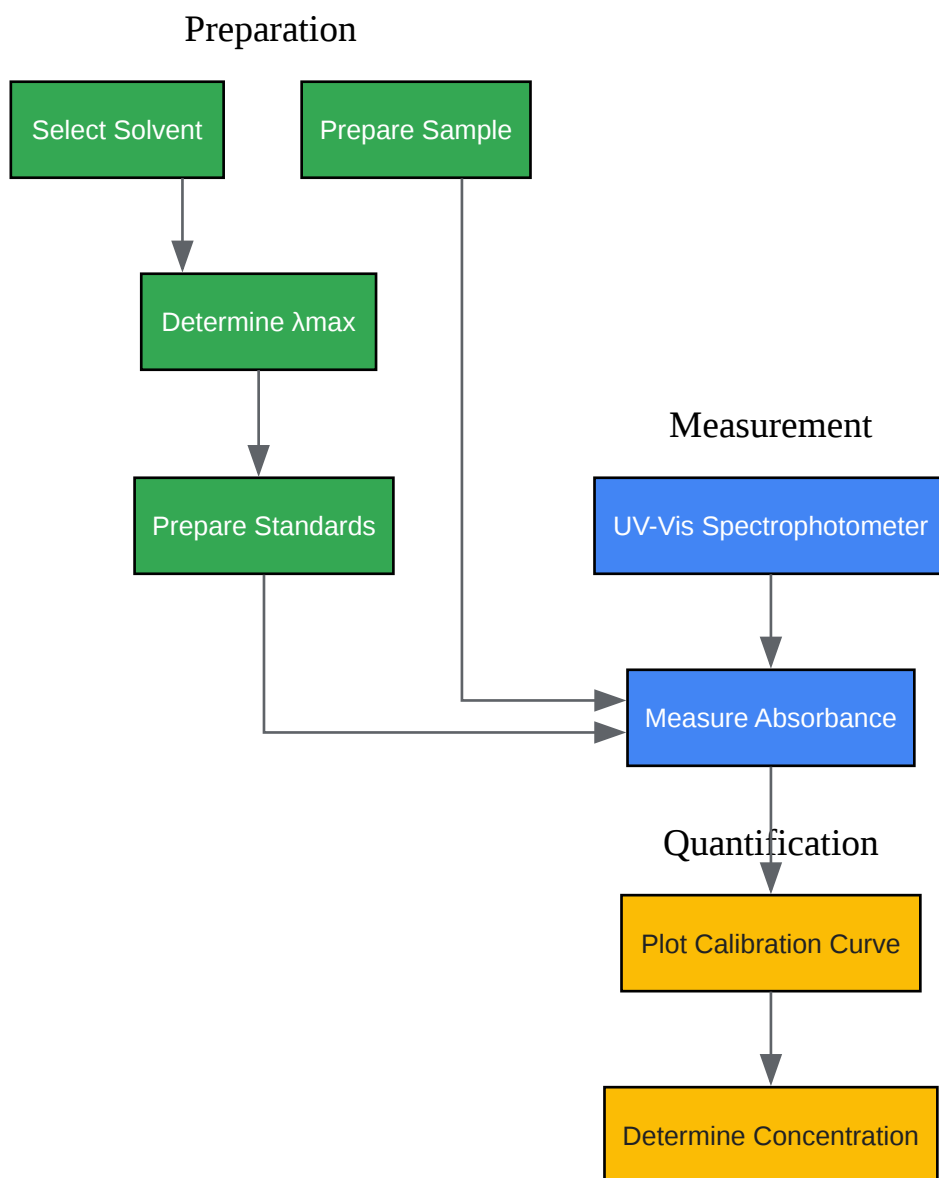 Preparation
Select Solvent
Prepare Sample
Determine λmax
Measurement
Prepare Standards
UV-Vis Spectrophotometer
Measure Absorbance
Quantification
Plot Calibration Curve
Determine Concentration